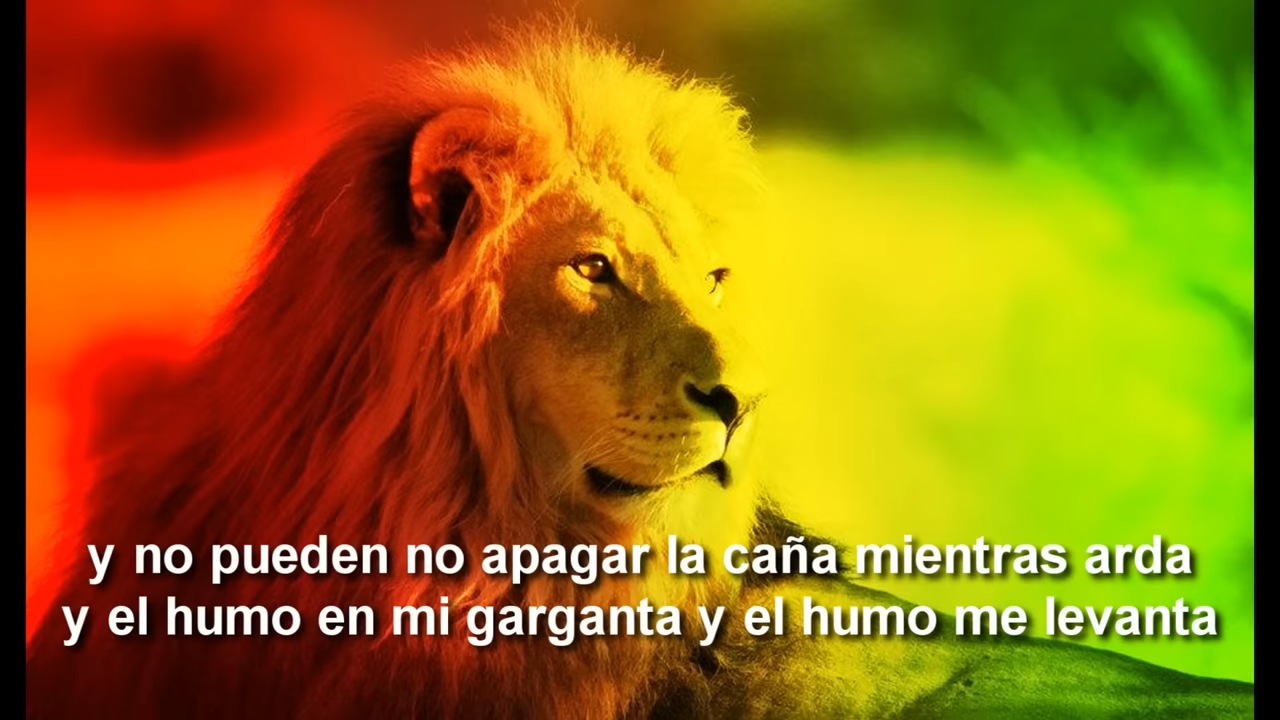 y no pueden no apagar la caña mientras arda
y el humo en mi garganta y el humo me levanta